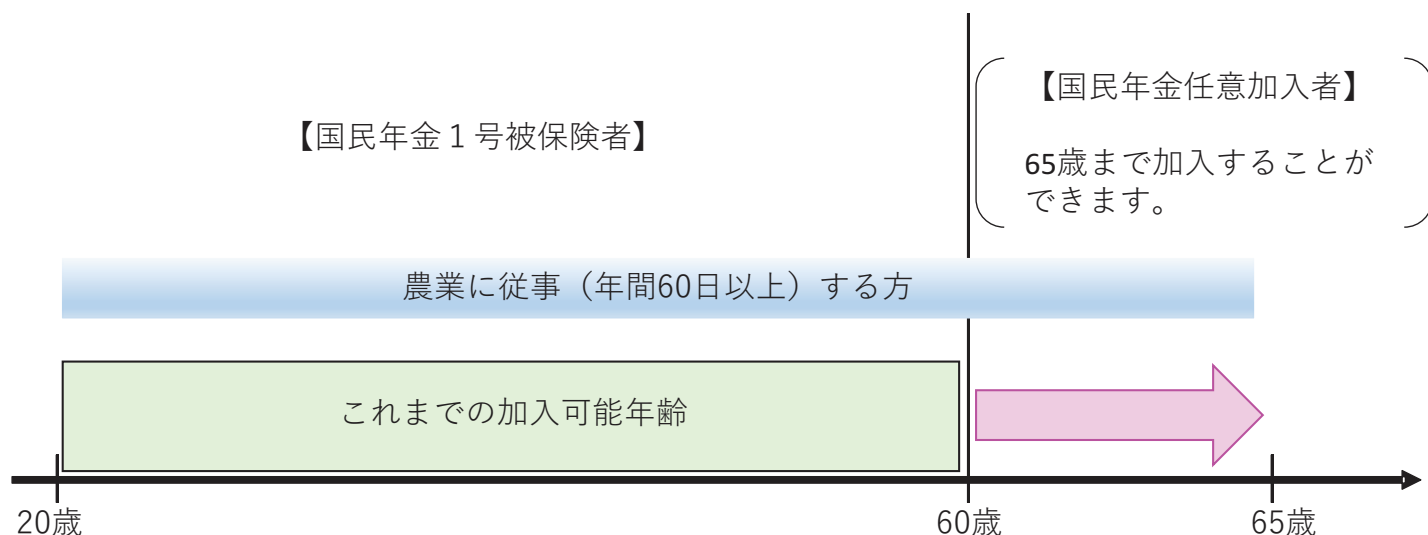 【国民年金１号被保険者】
【国民年金任意加入者】
65歳まで加入することが
できます。
農業に従事（年間60日以上）する方
これまでの加入可能年齢
20歳
60歳
65歳